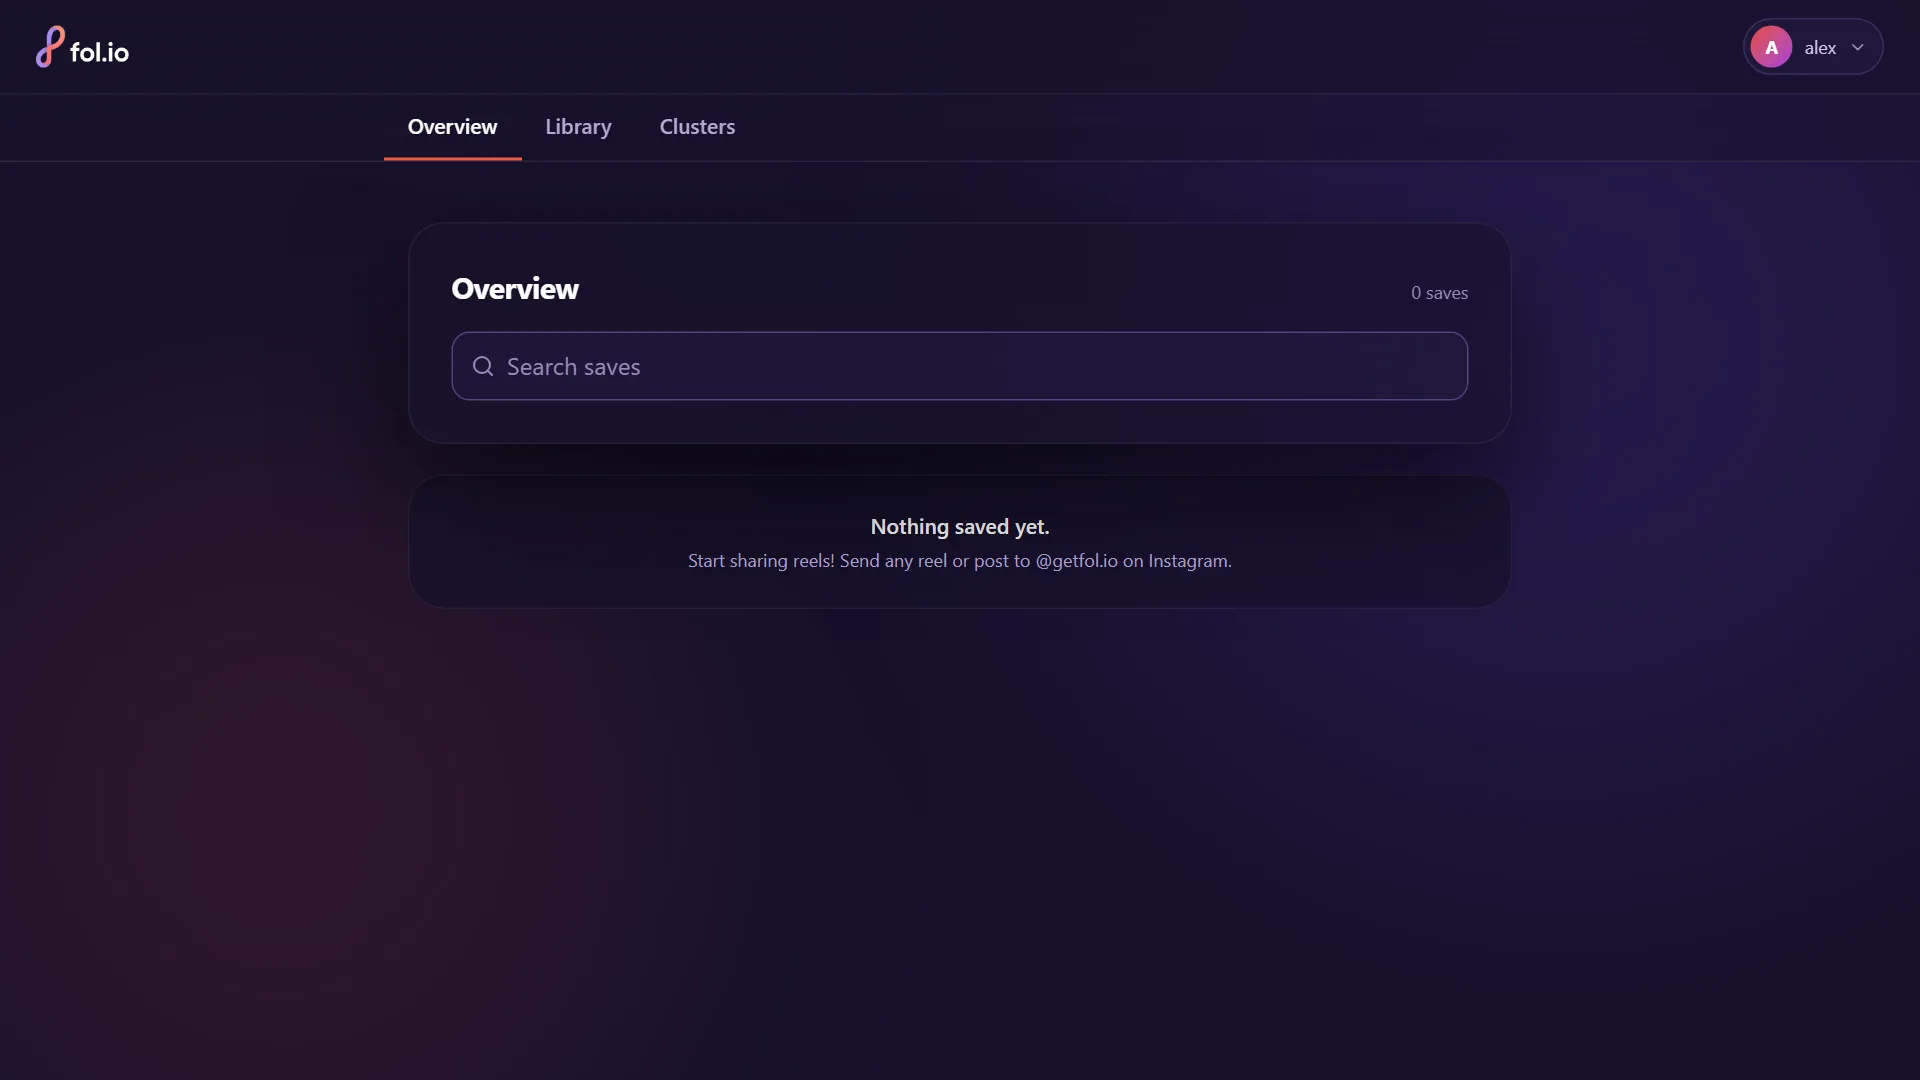 fol.io
A alex
Overview Library Clusters
Overview
0 saves
Search saves
Nothing saved yet.
Start sharing reels! Send any reel or post to @getfol.io on Instagram.